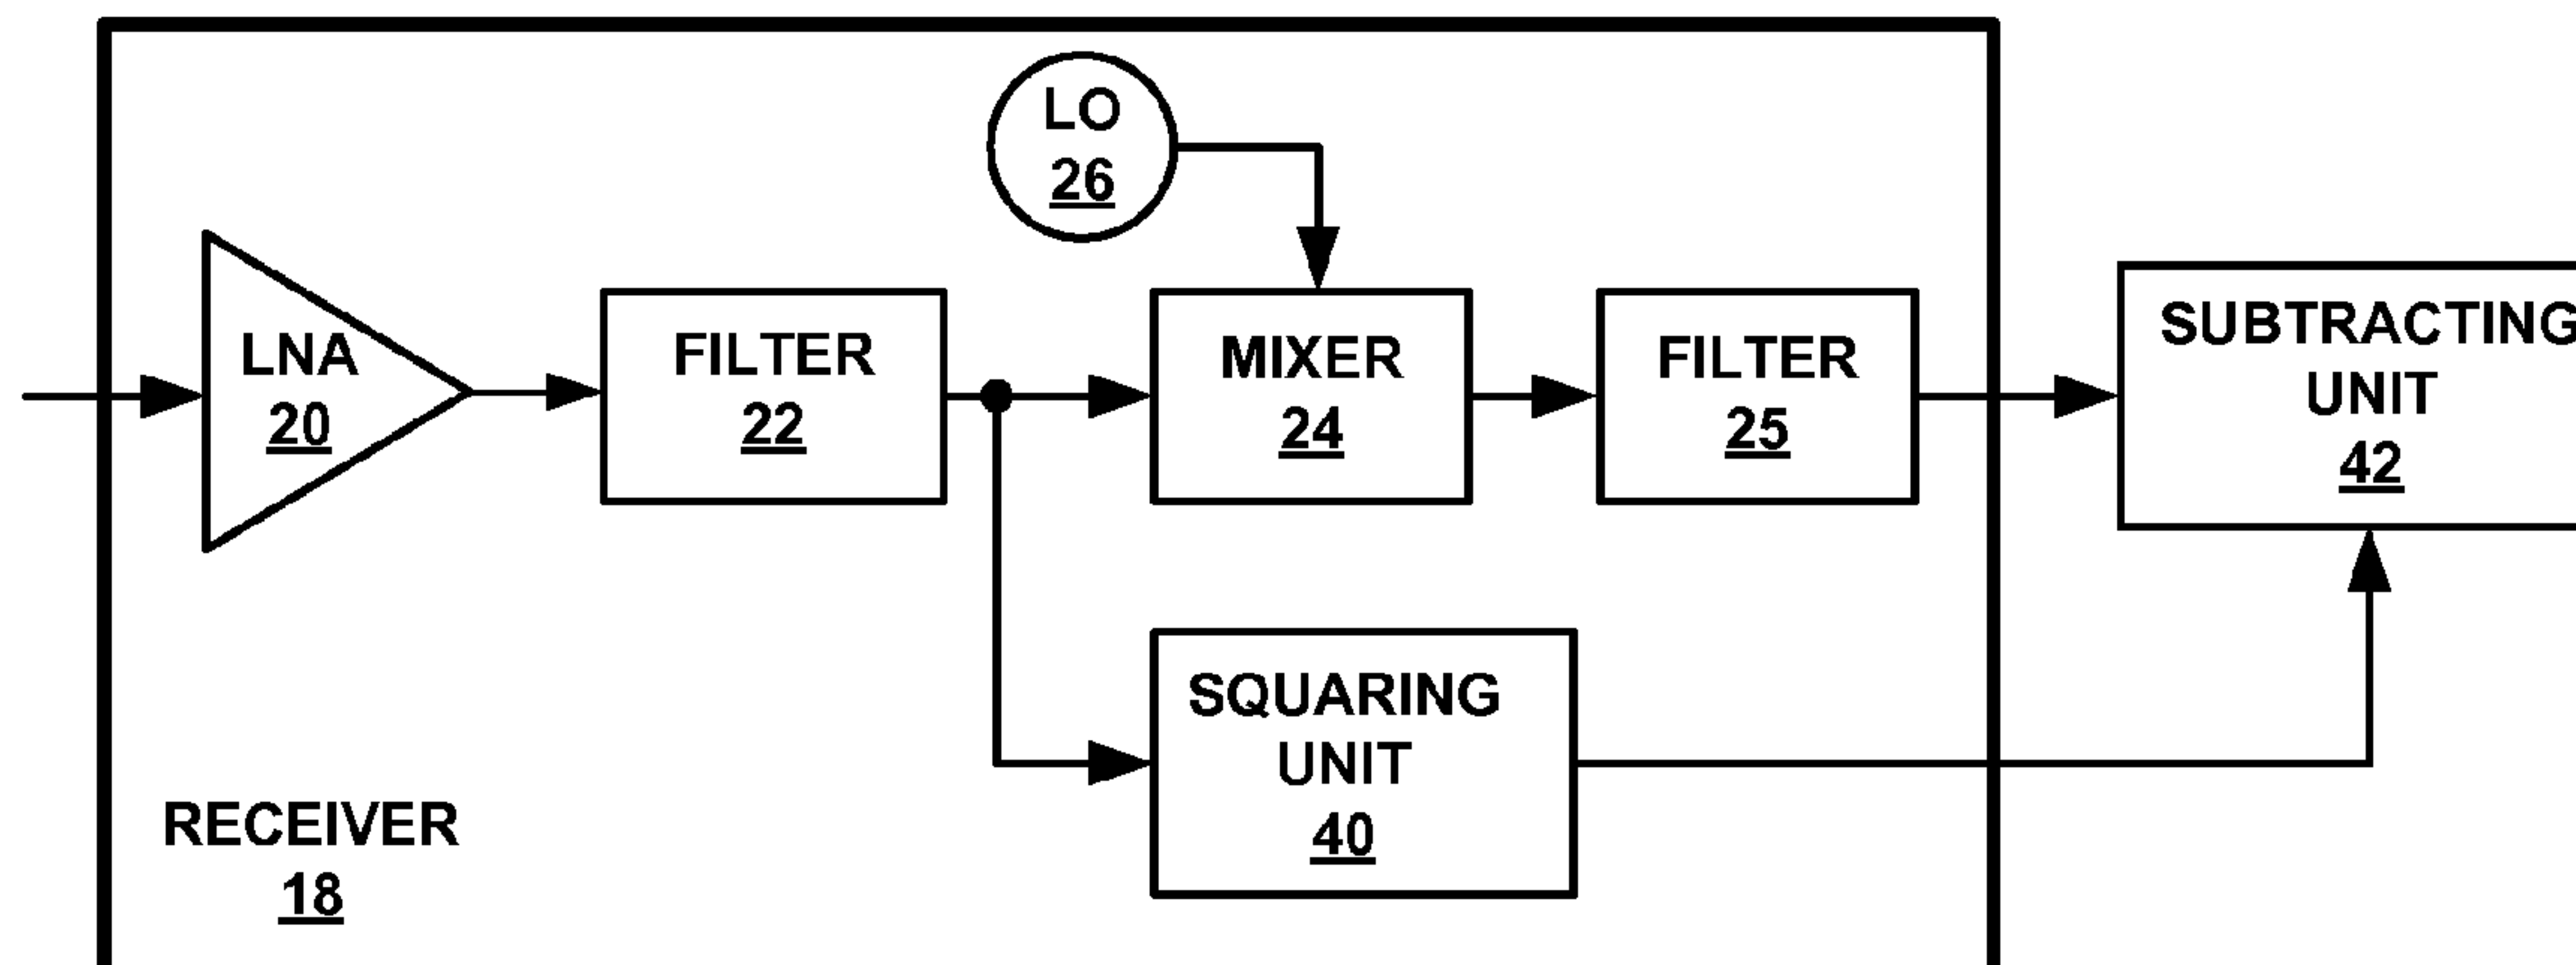 LO
26
LNA
20
FILTER
22
MIXER
24
FILTER
25
SUBTRACTING
UNIT
42
SQUARING
UNIT
40
RECEIVER
18